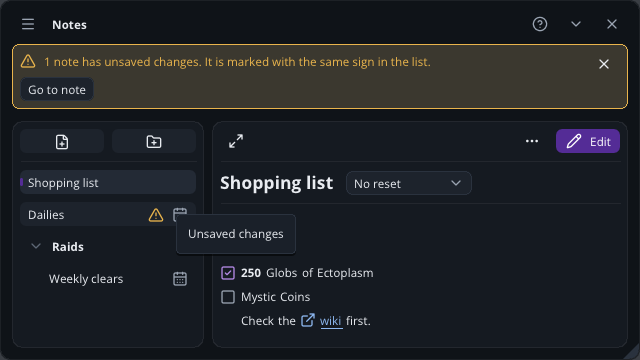 Notes
1 note has unsaved changes. It is marked with the same sign in the list.
Go to note
Edit
Shopping list
Shopping list
No reset
Dailies
Unsaved changes
Raids
250 Globs of Ectoplasm
Weekly clears
Mystic Coins
Check the wiki first.